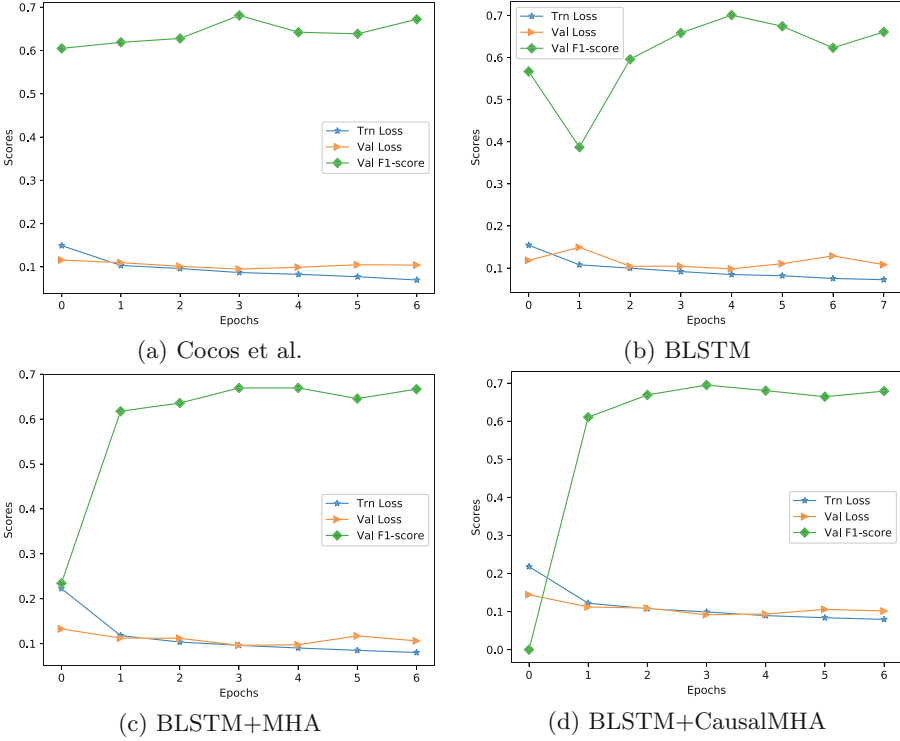 0.7
0.6
0.5
0.4
0.3
0.2
0.1
Scores
Trn Loss
Val Loss
Val F1-score
0 1 2 3 4 5 6
Epochs
(a) Cocos et al.
0.7
0.6
0.5
0.4
0.3
0.2
0.1
Scores
Trn Loss
Val Loss
Val F1-score
0 1 2 3 4 5 6 7
Epochs
(b) BLSTM
0.7
0.6
0.5
0.4
0.3
0.2
0.1
Scores
Trn Loss
Val Loss
Val F1-score
0 1 2 3 4 5 6
Epochs
(c) BLSTM+MHA
0.7
0.6
0.5
0.4
0.3
0.2
0.1
0.0
Scores
Trn Loss
Val Loss
Val F1-score
0 1 2 3 4 5 6
Epochs
(d) BLSTM+CausalMHA